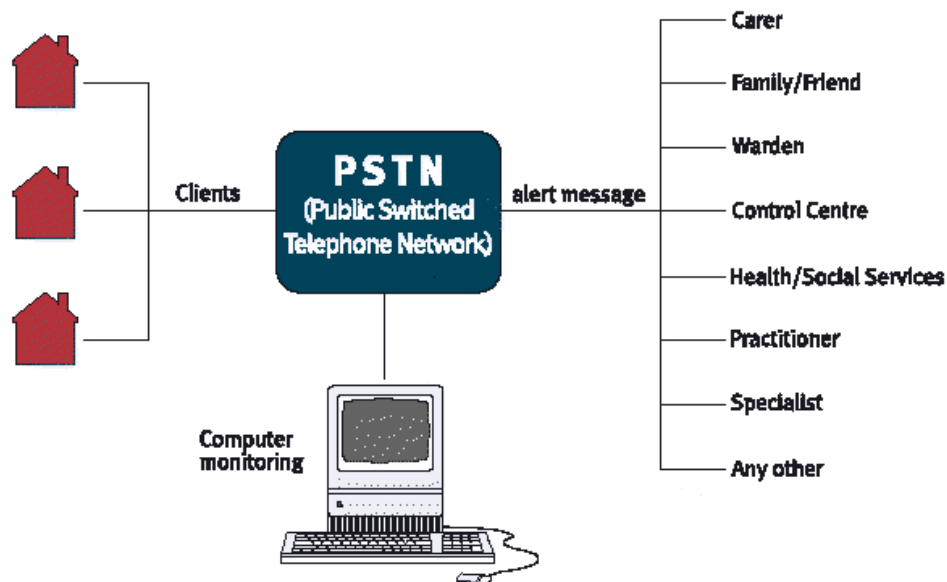 Clients
PSTN
(Public Switched
Telephone Network)
alert message
Carer
Family/Friend
Warden
Control Centre
Health/Social Services
Practitioner
Specialist
Any other
Computer
monitoring